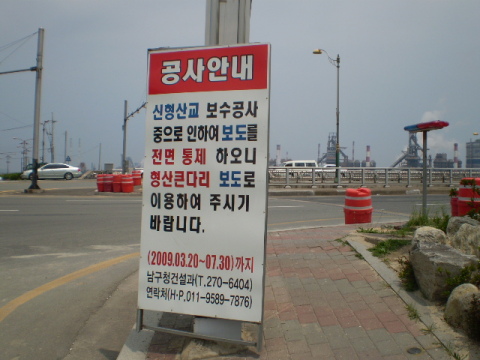 공사안내
신형산교 보수공사
중으로 인하여 보도를
전면 통제 하오니
형산큰다리 보도로
이용하여 주시기
바랍니다.
(2009.03.20~07.30)까지
남구청건설과(T.270-6404)
연락처(H·P.011-9589-7876)